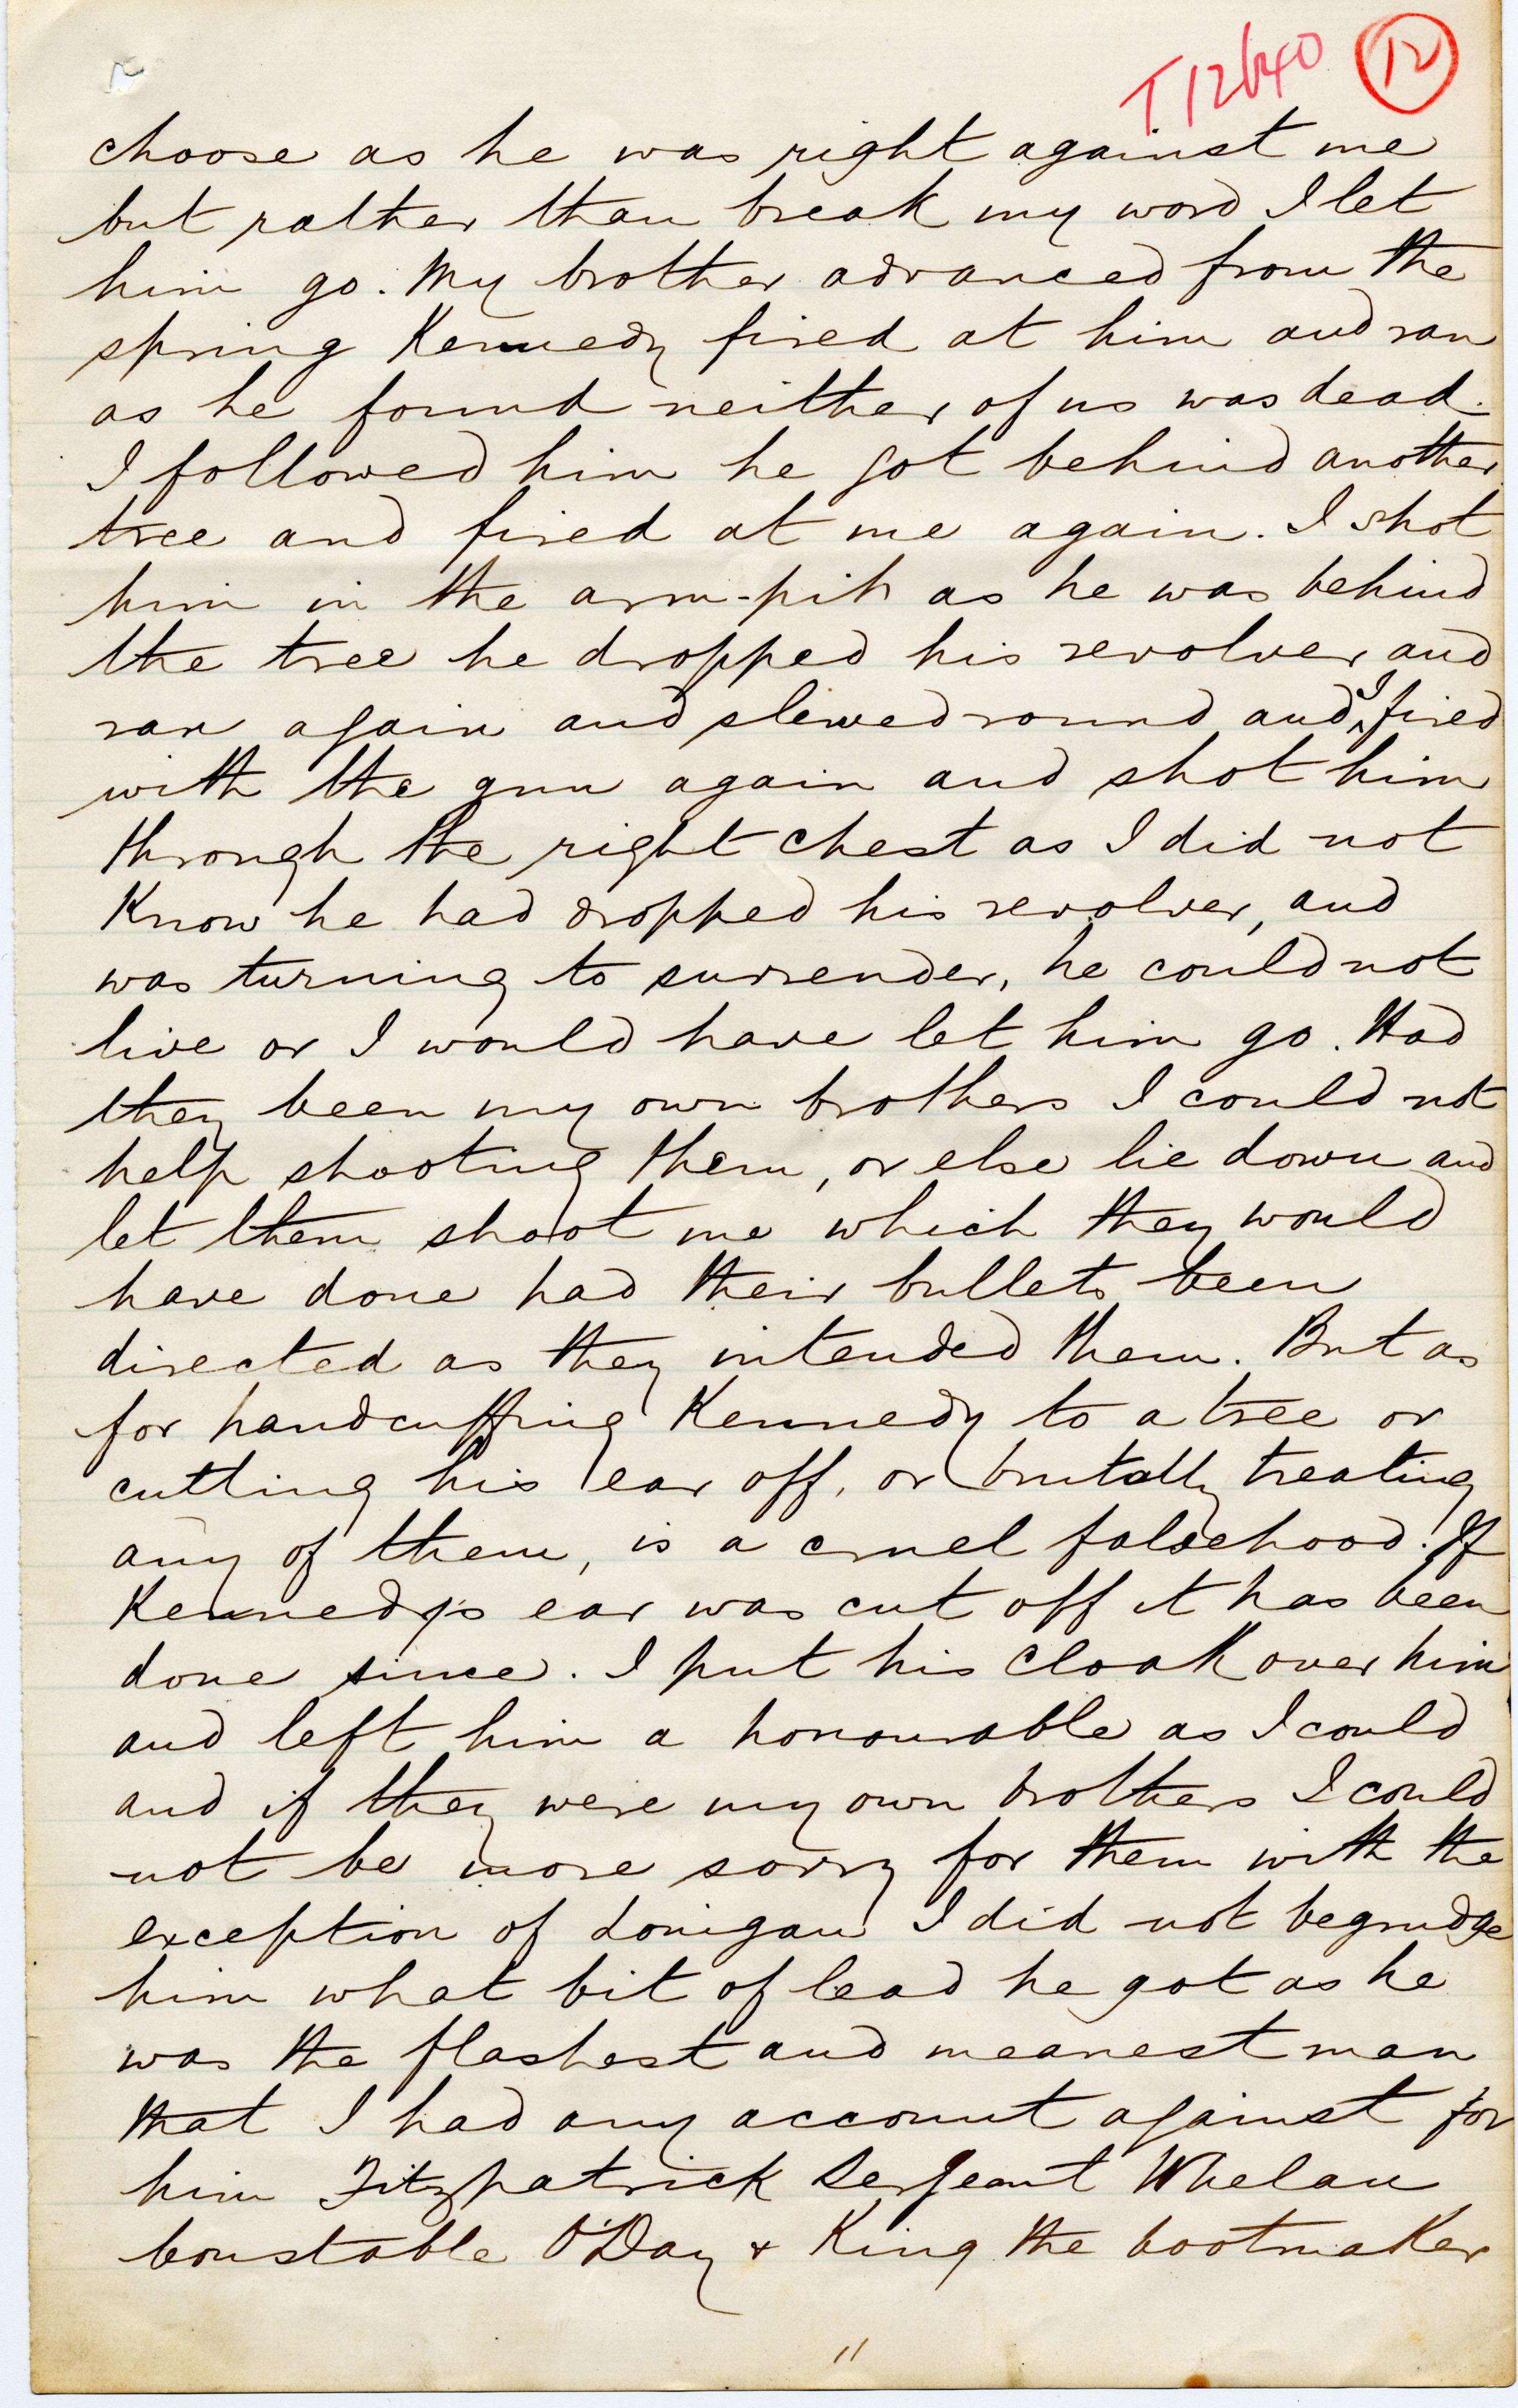 T12640 12
choose as he was right against me
but rather than break my word I let
him go. My brother advanced from the
spring Kennedy fired at him and ran
as he found neither of us was dead.
I followed him he got behind another
tree and fired at me again. I shot
him in the arm-pit as he was behind
the tree he dropped his revolver and
ran again and slewed round and I fired
with the gun again and shot him
through the right chest as I did not
know he had dropped his revolver, and
was turning to surrender, he could not
live or I would have let him go. Had
they been my own brothers I could not
help shooting them, or else lie down and
let them shoot me which they would
have done had their bullets been
directed as they intended them. But as
for handcuffing Kennedy to a tree or
cutting his ear off, or brutally treating
any of them, is a cruel falsehood. If
Kennedy's ear was cut off it has been
done since. I put his cloak over him
and left him a honourable as I could
and if they were my own brothers I could
not be more sorry for them with the
exception of Lonigan I did not begrudge
him what bit of lead he got as he
was the flashest and meanest man
that I had any account against for
him Fitzpatrick Sergeant Whelan
Constable O'Day & King the bootmaker
11